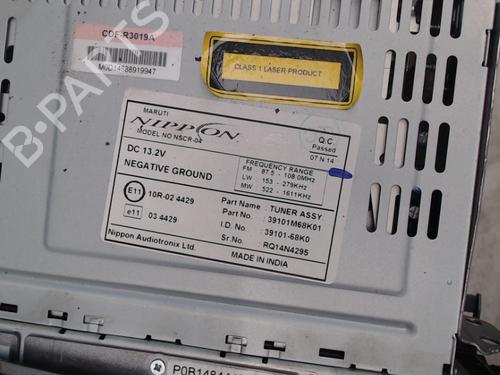 CDF-R3019A
M0D14S38919947
CLASS 1 LASER PRODUCT
B-PARTS
MARUTI
NIPPON
MODEL NO NSCR-04
Q.C.
Passed
07 N 14
DC 13.2V
NEGATIVE GROUND
FREQUENCY RANGE
FM : 87.5 - 108.0MHz
LW : 153 - 279KHz
MW : 522 - 1611KHz
E11 10R-02 4429
e11 03 4429
Part Name : TUNER ASSY.
Part No. : 39101M68K01
I.D. No. : 39101-68K0
Sr.No. : RQ14N4295
Nippon Audiotronix Ltd.
MADE IN INDIA